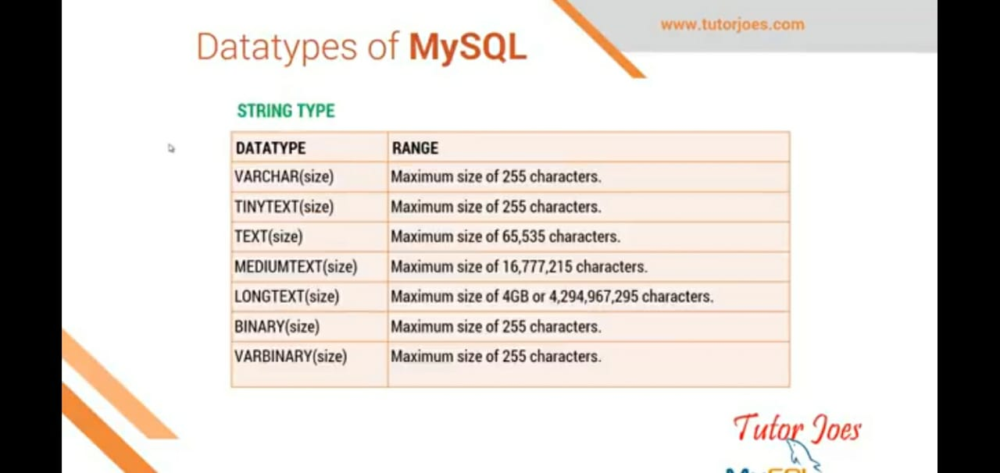 www.tutorjoes.com
Datatypes of MySQL
STRING TYPE
DATATYPE RANGE
VARCHAR(size) Maximum size of 255 characters.
TINYTEXT(size) Maximum size of 255 characters.
TEXT(size) Maximum size of 65,535 characters.
MEDIUMTEXT(size) Maximum size of 16,777,215 characters.
LONGTEXT(size) Maximum size of 4GB or 4,294,967,295 characters.
BINARY(size) Maximum size of 255 characters.
VARBINARY(size) Maximum size of 255 characters.
Tutor Joes
MySQL